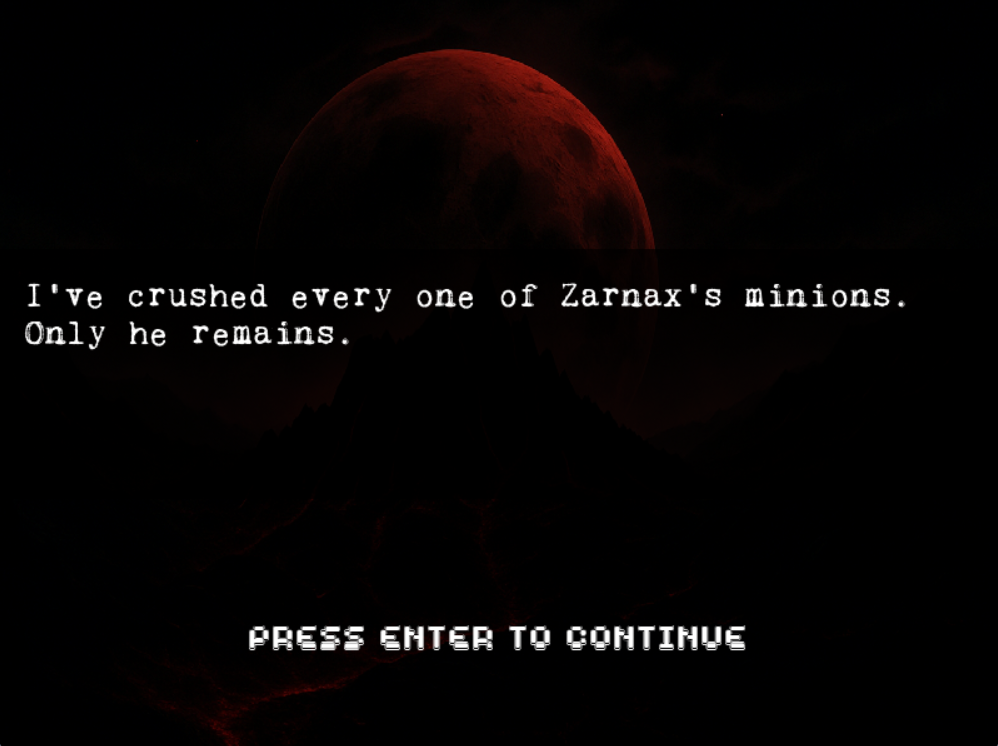 I've crushed every one of Zarnax's minions.
Only he remains.
PRESS ENTER TO CONTINUE